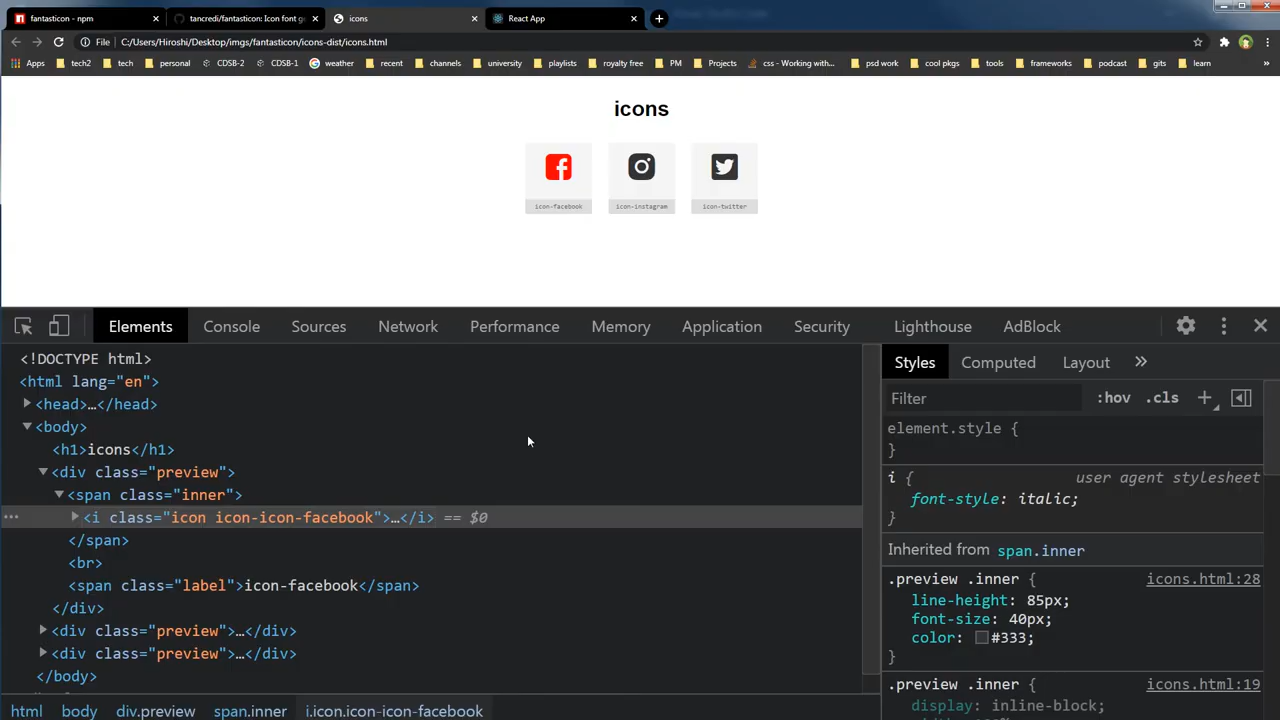 fantasticon - npm
tancredi/fantasticon: Icon font ge
icons
React App
File C:/Users/Hiroshi/Desktop/imgs/fantasticon/icons-dist/icons.html
Apps tech2 tech personal CDSB-2 CDSB-1 weather recent channels university playlists royalty free PM Projects css - Working with... psd work cool pkgs tools frameworks podcast gits learn »
icons
icon-facebook icon-instagram icon-twitter
Elements Console Sources Network Performance Memory Application Security Lighthouse AdBlock
Styles Computed Layout »
Filter :hov .cls +
<!DOCTYPE html>
<html lang="en">
<head>…</head>
<body>
<h1>icons</h1>
<div class="preview">
<span class="inner">
<i class="icon icon-icon-facebook">…</i> == $0
</span>
<br>
<span class="label">icon-facebook</span>
</div>
<div class="preview">…</div>
<div class="preview">…</div>
</body>
html body div.preview span.inner i.icon.icon-icon-facebook
element.style {
}
i { user agent stylesheet
font-style: italic;
}
Inherited from span.inner
.preview .inner { icons.html:28
line-height: 85px;
font-size: 40px;
color: #333;
}
.preview .inner { icons.html:19
display: inline-block;